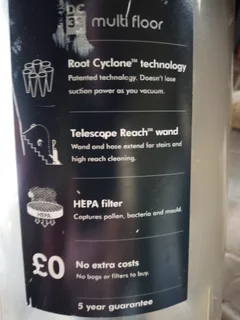 DC
33 multi floor
Root Cyclone™ technology
Patented technology. Doesn't lose
suction power as you vacuum.
Telescope Reach™ wand
Wand and hose extend for stairs and
high reach cleaning.
HEPA
HEPA filter
Captures pollen, bacteria and mould.
£0
No extra costs
No bags or filters to buy.
5 year guarantee